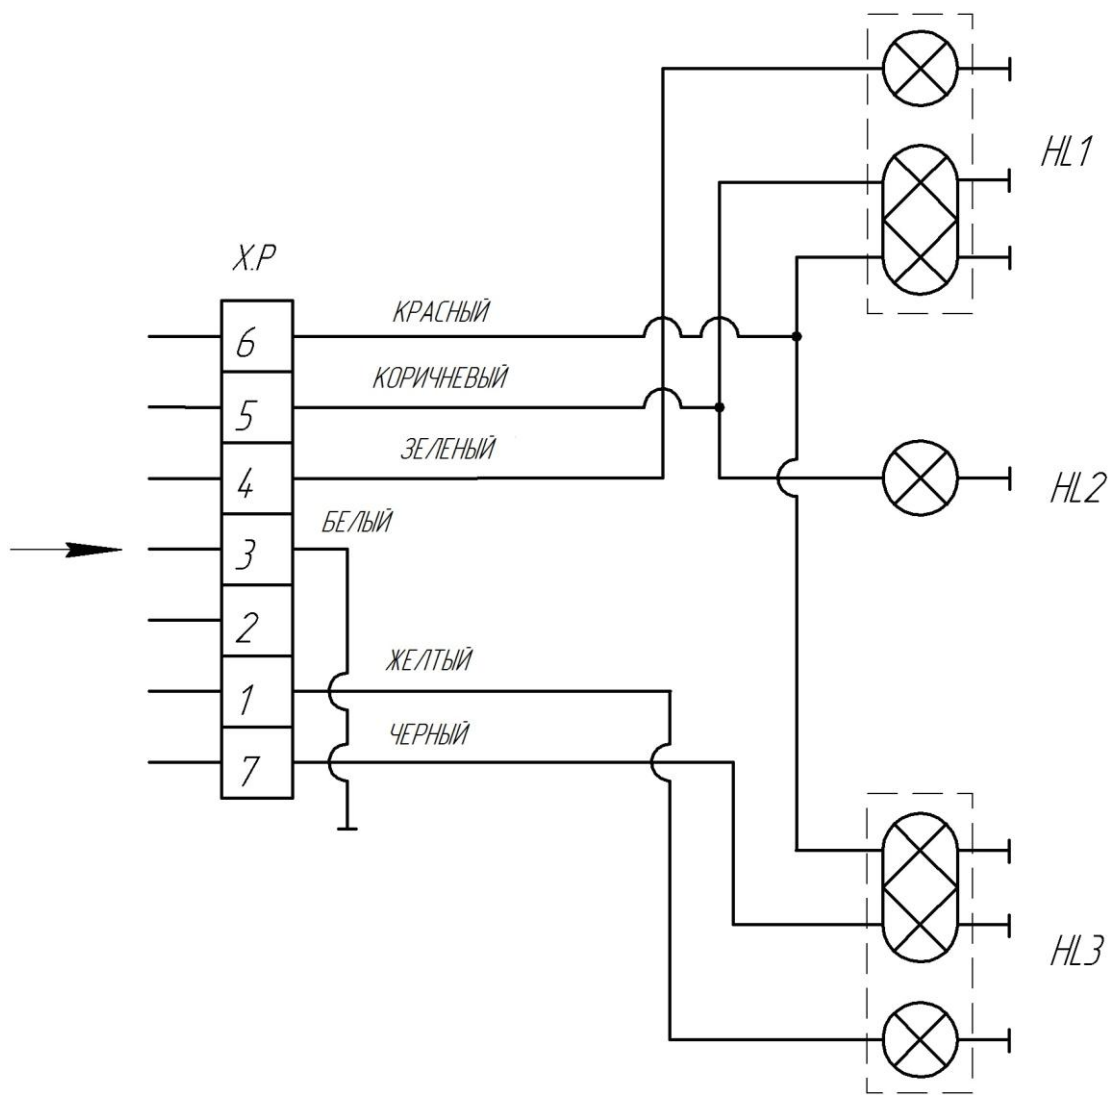 HL1
X.P
КРАСНЫЙ
6
КОРИЧНЕВЫЙ
5
ЗЕЛЕНЫЙ
4
HL2
БЕЛЫЙ
3
2
ЖЕЛТЫЙ
1
ЧЕРНЫЙ
7
HL3